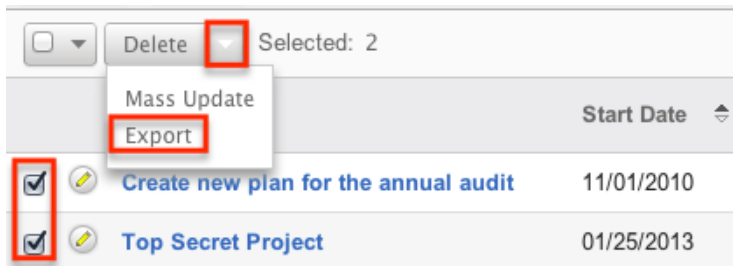 Delete Selected: 2
Mass Update
Export
Start Date
Create new plan for the annual audit 11/01/2010
Top Secret Project 01/25/2013